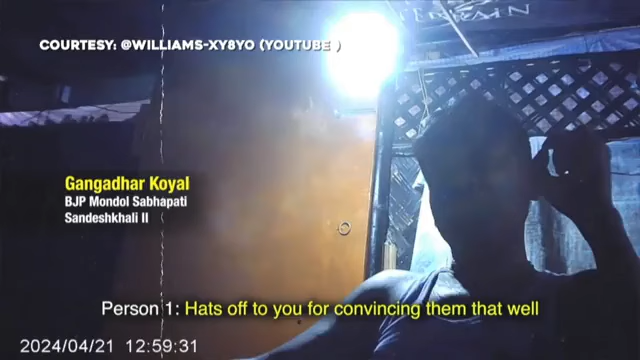 TERRAIN
COURTESY: @WILLIAMS-XY8YO (YOUTUBE )
Gangadhar Koyal
BJP Mondol Sabhapati
Sandeshkhali II
Person 1: Hats off to you for convincing them that well
2024/04/21 12:59:31